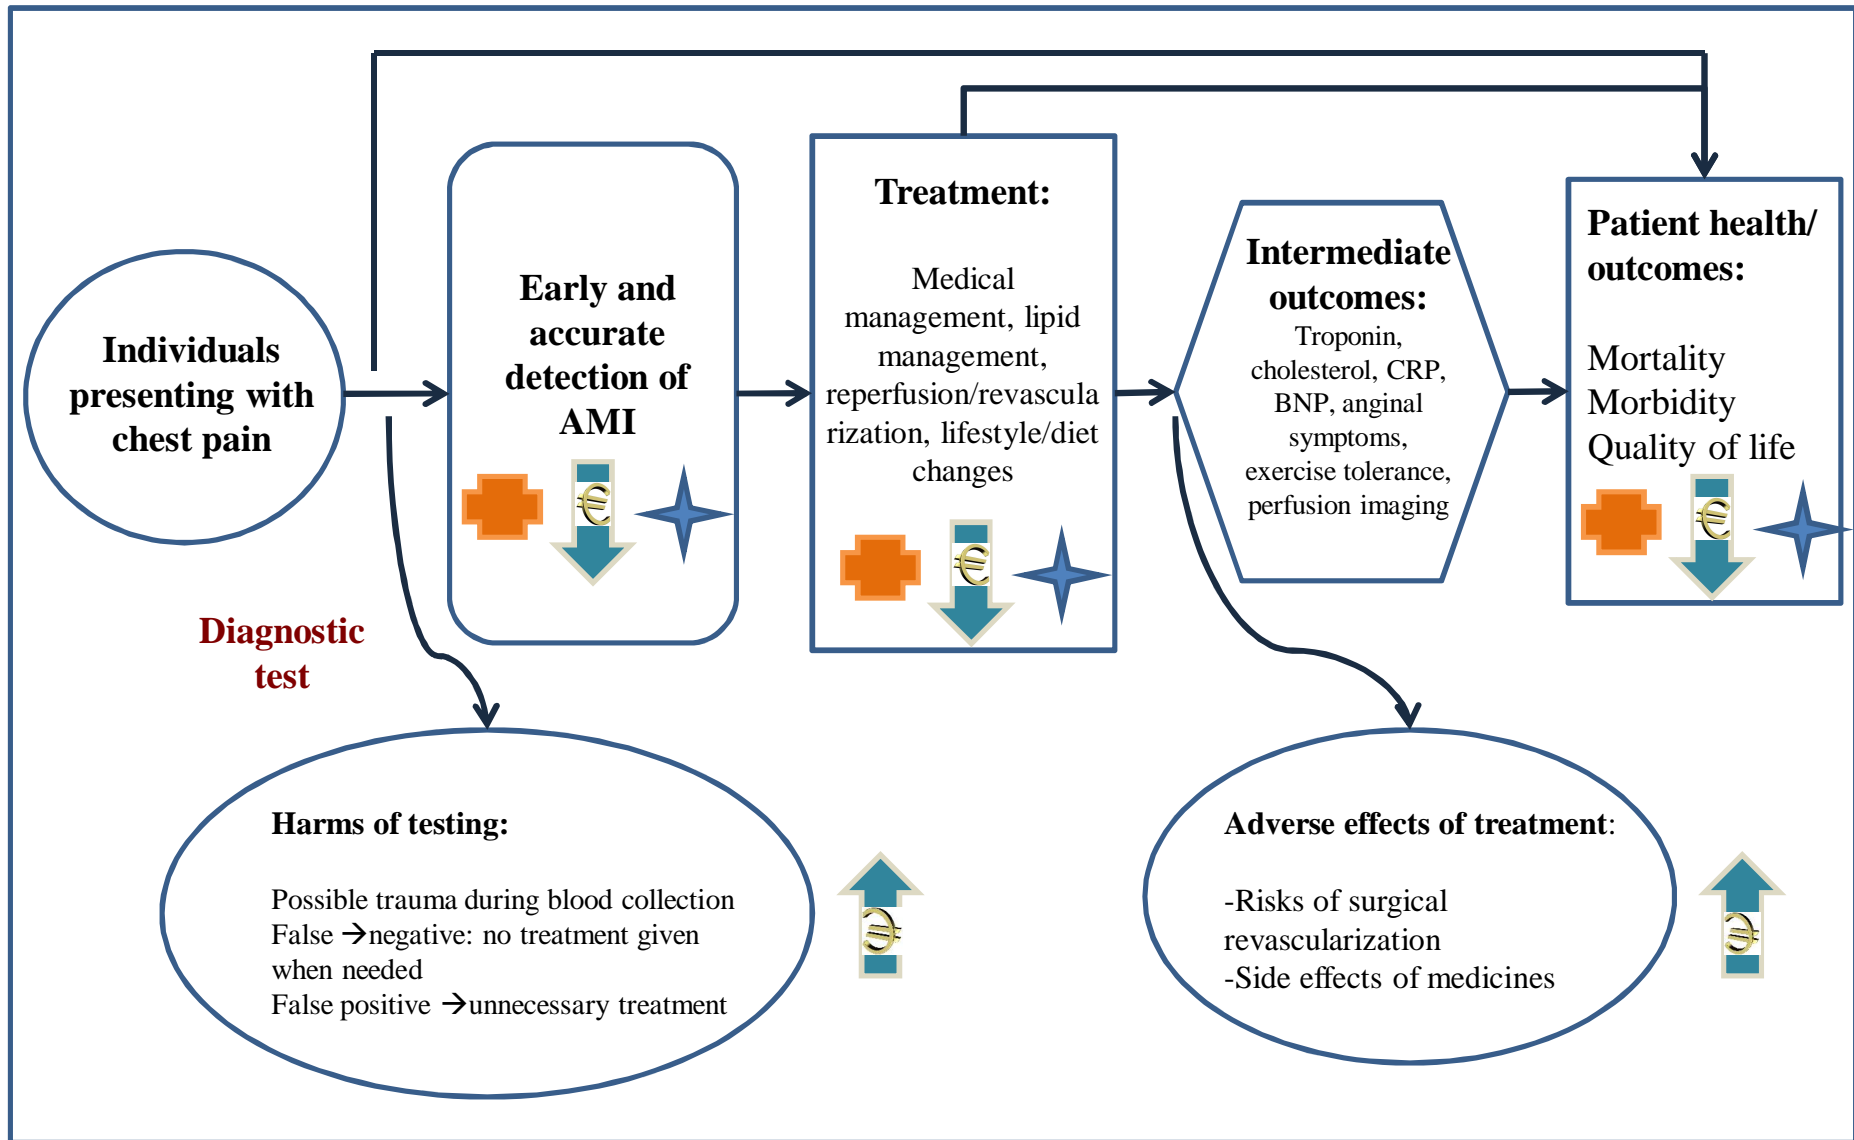 Individuals
presenting with
chest pain
Early and
accurate
detection of
AMI
€
Treatment:
Medical
management, lipid
management,
reperfusion/revascula
rization, lifestyle/diet
changes
€
Intermediate
outcomes:
Troponin,
cholesterol, CRP,
BNP, anginal
symptoms,
exercise tolerance,
perfusion imaging
Patient health/
outcomes:
Mortality
Morbidity
Quality of life
€
Diagnostic
test
Harms of testing:
Possible trauma during blood collection
False →negative: no treatment given
when needed
False positive →unnecessary treatment
€
Adverse effects of treatment:
-Risks of surgical
revascularization
-Side effects of medicines
€